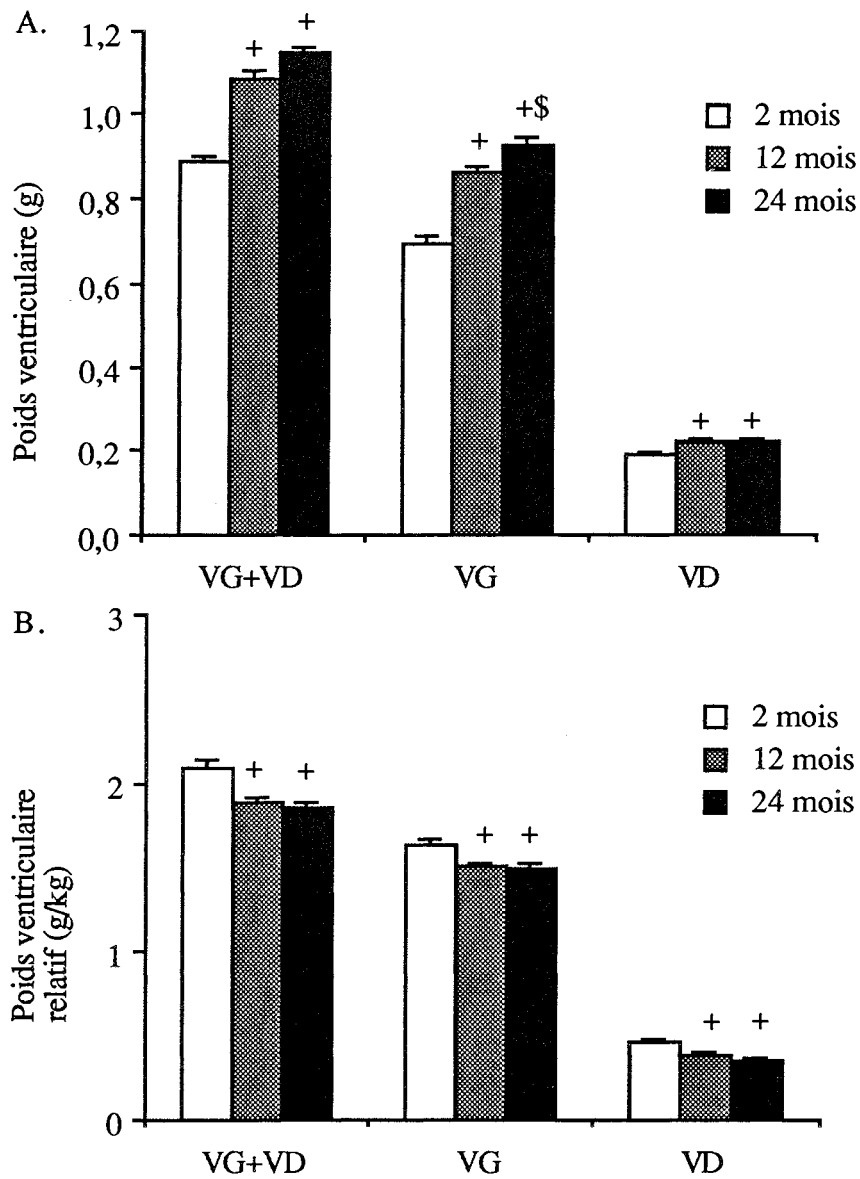 A.
1,2
1,0
0,8
0,6
0,4
0,2
0,0
Poids ventriculaire (g)
+
+
+
+$
+
+
2 mois
12 mois
24 mois
VG+VD
VG
VD
B.
3
2
1
0
Poids ventriculaire
relatif (g/kg)
+
+
+
+
+
+
2 mois
12 mois
24 mois
VG+VD
VG
VD